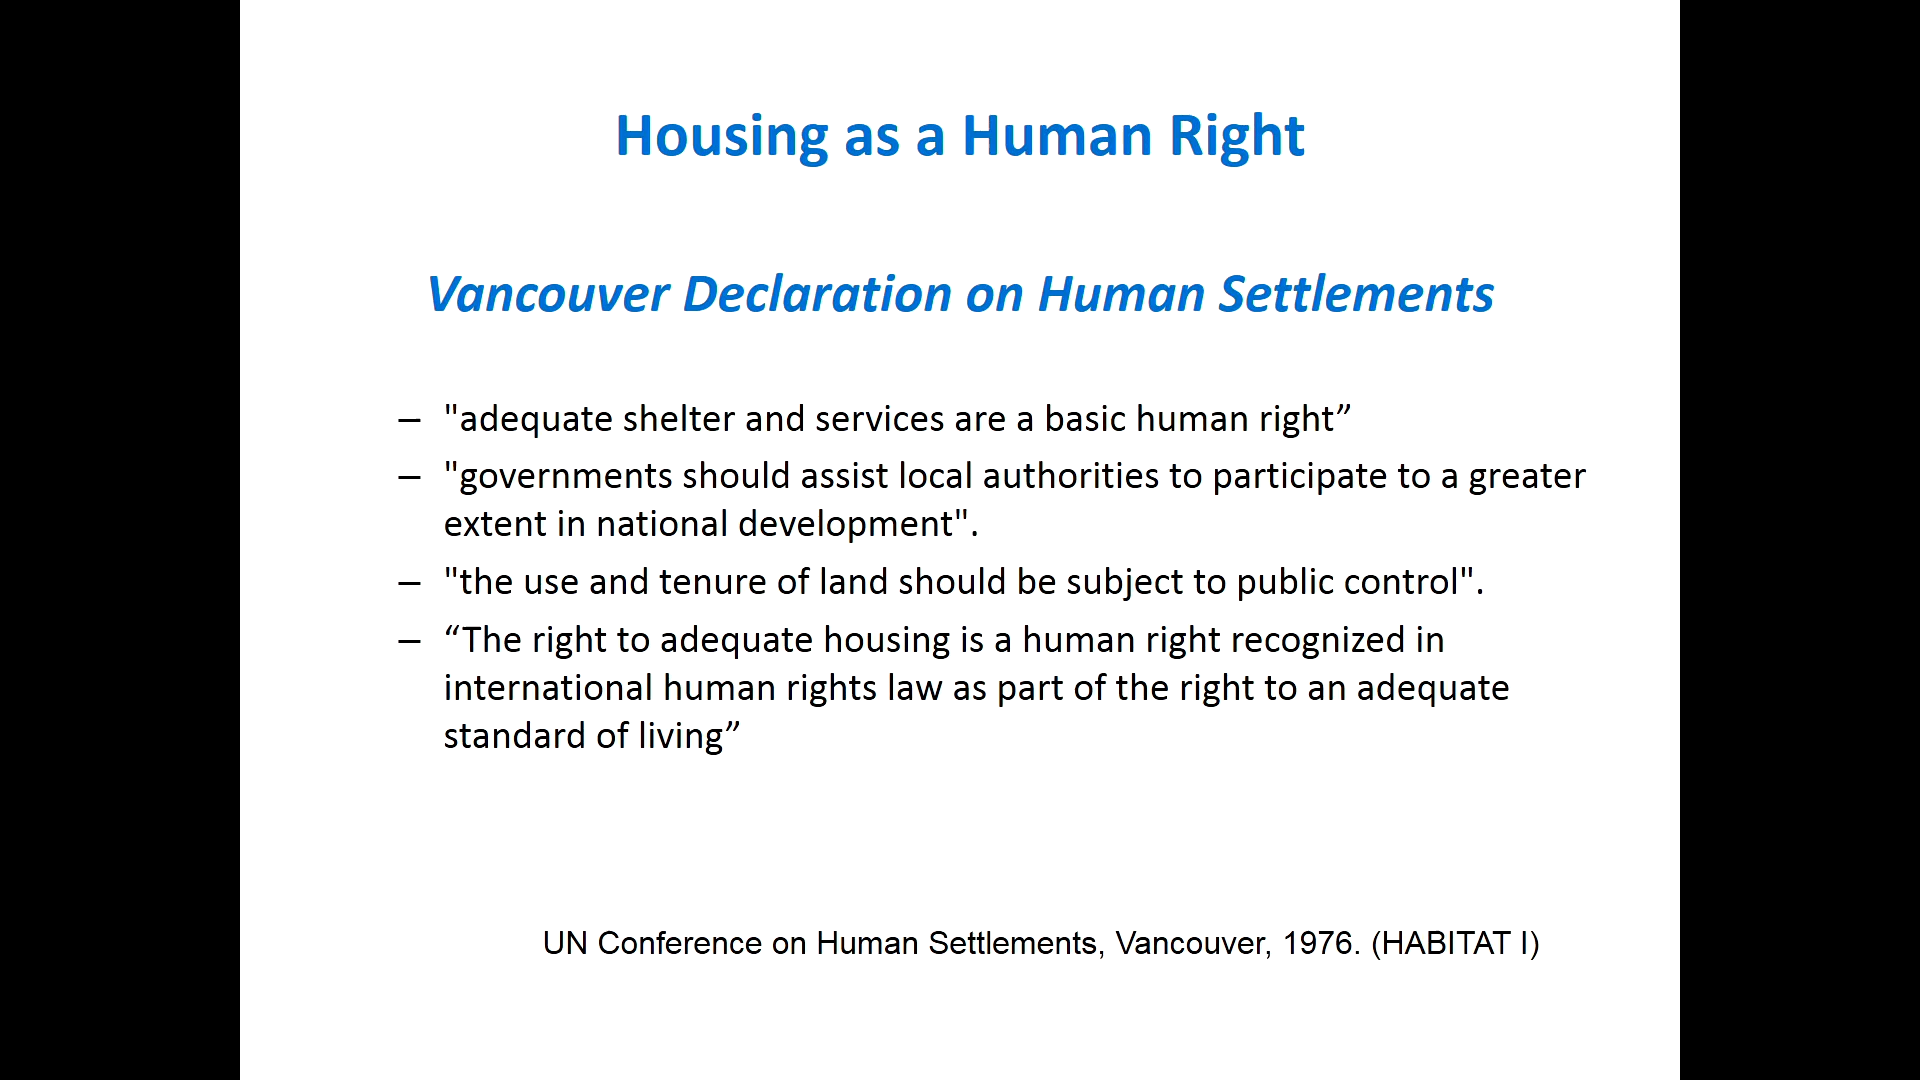 Housing as a Human Right
Vancouver Declaration on Human Settlements
– "adequate shelter and services are a basic human right”
– "governments should assist local authorities to participate to a greater
extent in national development".
– "the use and tenure of land should be subject to public control".
– “The right to adequate housing is a human right recognized in
international human rights law as part of the right to an adequate
standard of living”
UN Conference on Human Settlements, Vancouver, 1976. (HABITAT I)